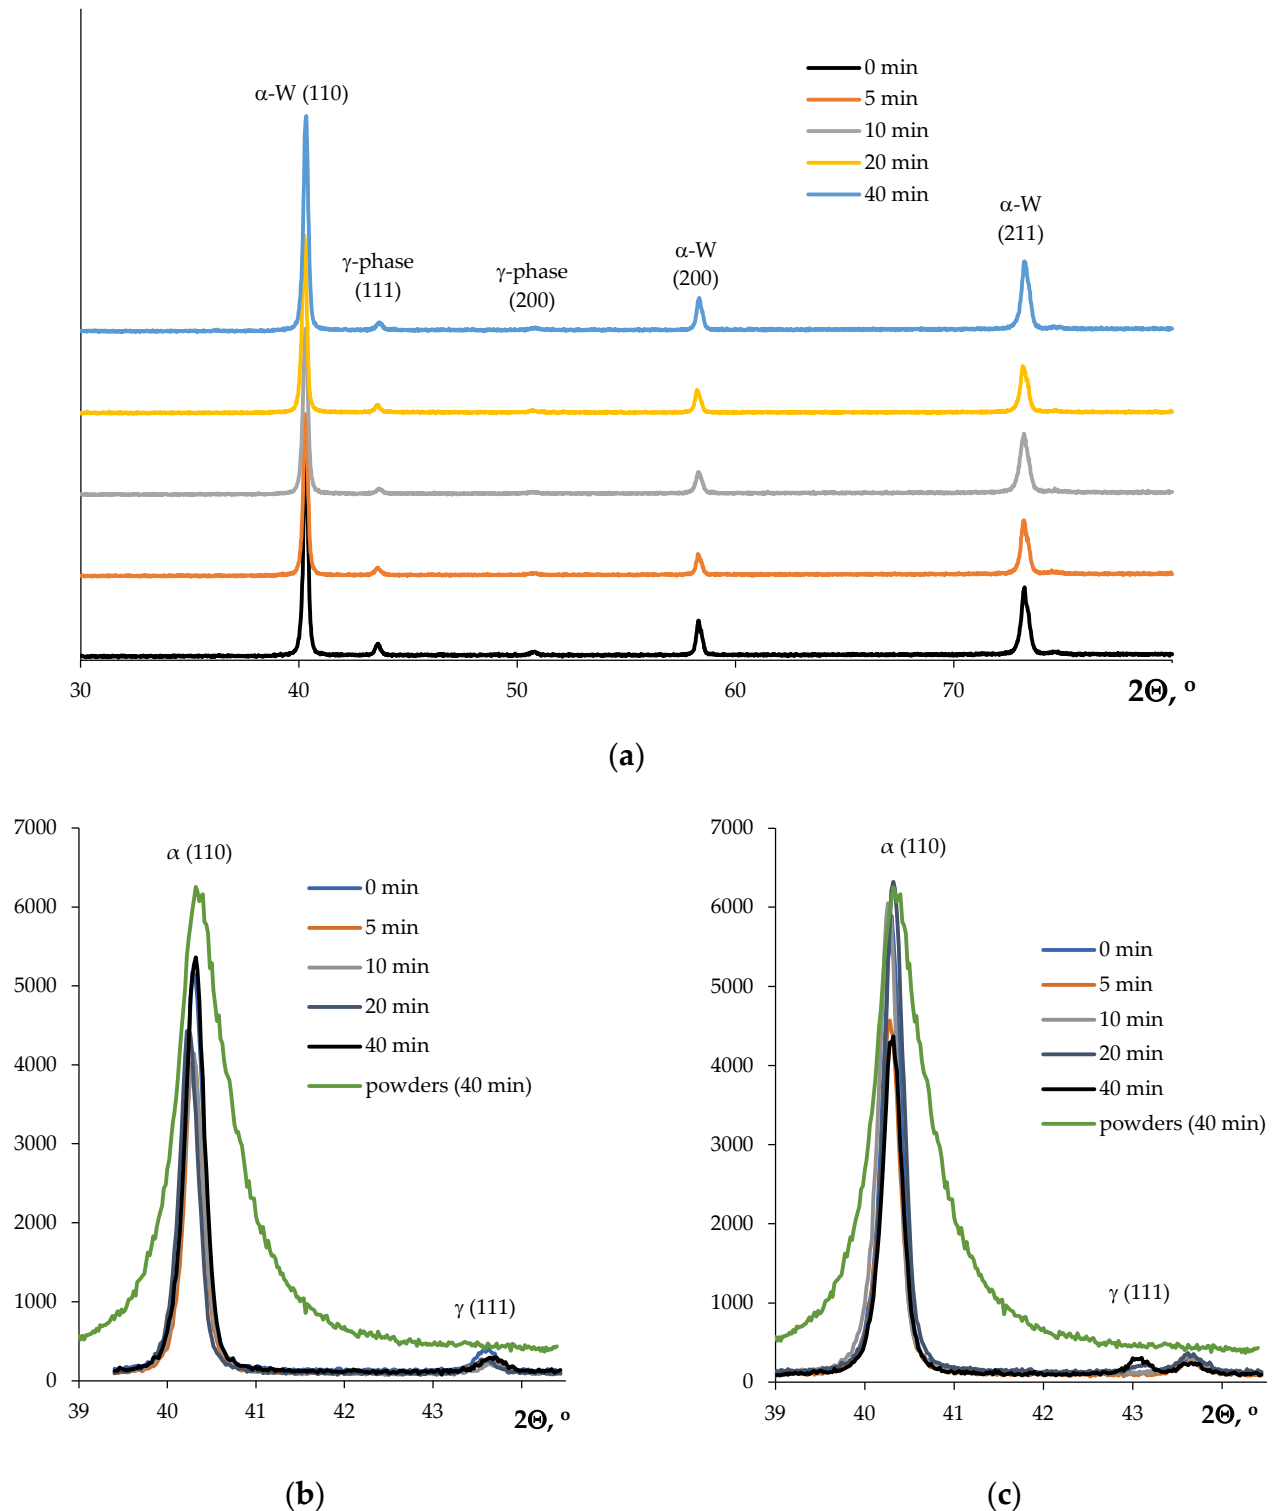 0 min
5 min
10 min
20 min
40 min
α-W (110)
γ-phase
(111)
γ-phase
(200)
α-W
(200)
α-W
(211)
30
40
50
60
70
2Θ, °
(a)
7000
6000
5000
4000
3000
2000
1000
0
α (110)
0 min
5 min
10 min
20 min
40 min
powders (40 min)
γ (111)
39
40
41
42
43
2Θ, °
(b)
7000
6000
5000
4000
3000
2000
1000
0
α (110)
0 min
5 min
10 min
20 min
40 min
powders (40 min)
γ (111)
39
40
41
42
43
2Θ, °
(c)